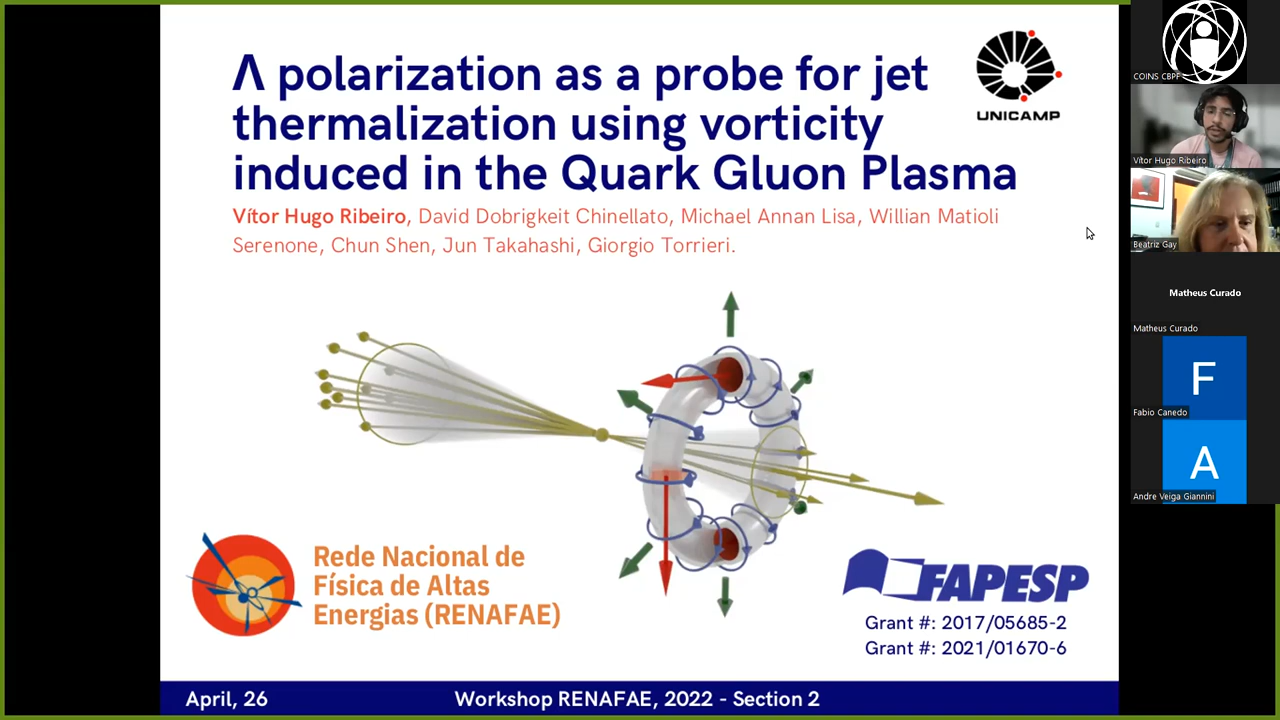 Λ polarization as a probe for jet
thermalization using vorticity
induced in the Quark Gluon Plasma
Vítor Hugo Ribeiro, David Dobrigkeit Chinellato, Michael Annan Lisa, Willian Matioli
Serenone, Chun Shen, Jun Takahashi, Giorgio Torrieri.
UNICAMP
Rede Nacional de
Física de Altas
Energias (RENAFAE)
FAPESP
Grant #: 2017/05685-2
Grant #: 2021/01670-6
April, 26
Workshop RENAFAE, 2022 - Section 2
COINS CBPF
Vítor Hugo Ribeiro
Beatriz Gay
Matheus Curado
Matheus Curado
F
Fabio Canedo
A
Andre Veiga Giannini